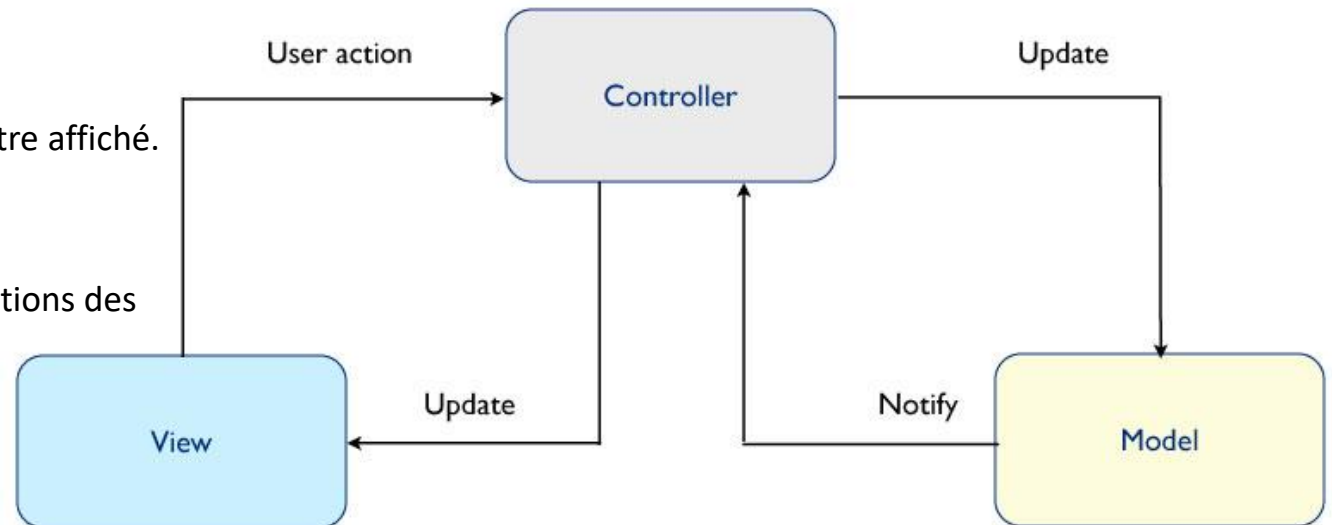 User action
Update
Controller
tre affiché.
tions des
Update
Notify
View
Model